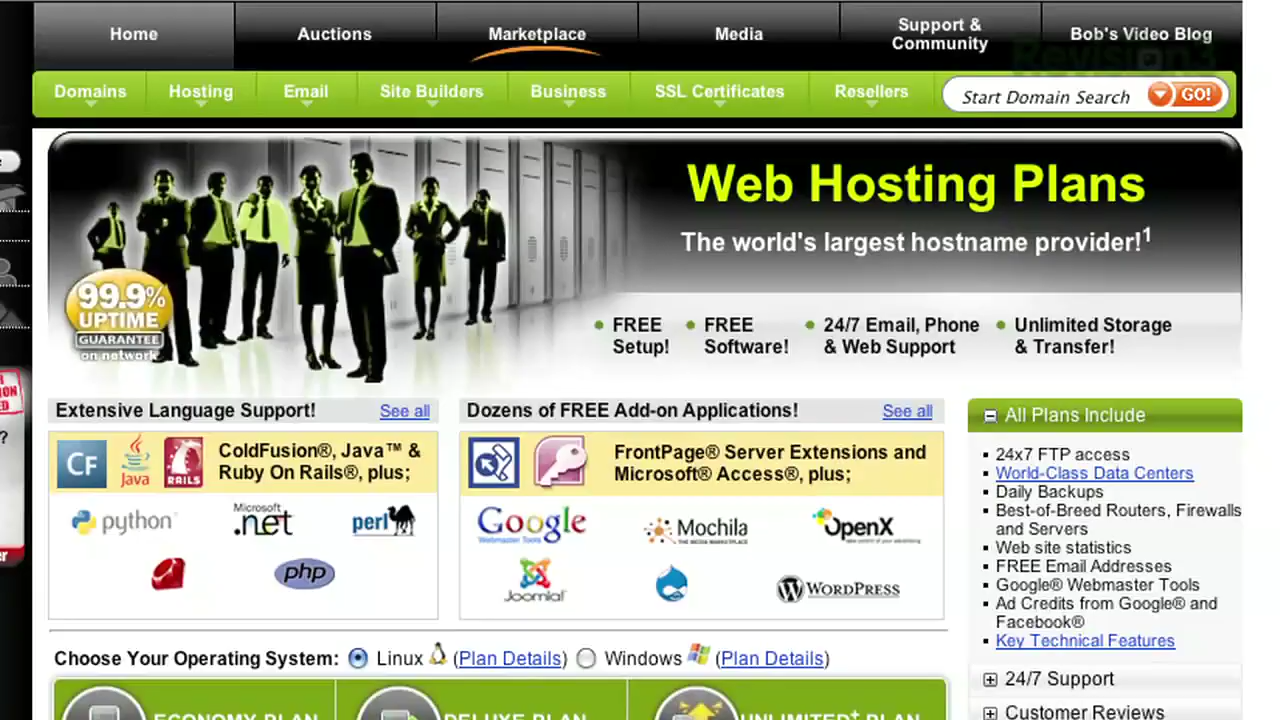 Home
Auctions
Marketplace
Media
Support &
Community
Bob's Video Blog
Revision3
Domains
Hosting
Email
Site Builders
Business
SSL Certificates
Resellers
Start Domain Search
GO!
Web Hosting Plans
The world's largest hostname provider!1
99.9%
UPTIME
GUARANTEE
on network
FREE
Setup!
FREE
Software!
24/7 Email, Phone
& Web Support
Unlimited Storage
& Transfer!
Extensive Language Support!
See all
CF
Java
RAILS
ColdFusion®, Java™ &
Ruby On Rails®, plus;
python
Microsoft
.net
perl
php
Dozens of FREE Add-on Applications!
See all
FrontPage® Server Extensions and
Microsoft® Access®, plus;
Google
Webmaster Tools
Mochila
THE MEDIA MARKETPLACE
OpenX
Joomla!
WORDPRESS
All Plans Include
24x7 FTP access
World-Class Data Centers
Daily Backups
Best-of-Breed Routers, Firewalls
and Servers
Web site statistics
FREE Email Addresses
Google® Webmaster Tools
Ad Credits from Google® and
Facebook®
Key Technical Features
24/7 Support
Customer Reviews
Choose Your Operating System:
Linux
(Plan Details)
Windows
(Plan Details)
ECONOMY PLAN
DELUXE PLAN
UNLIMITED† PLAN